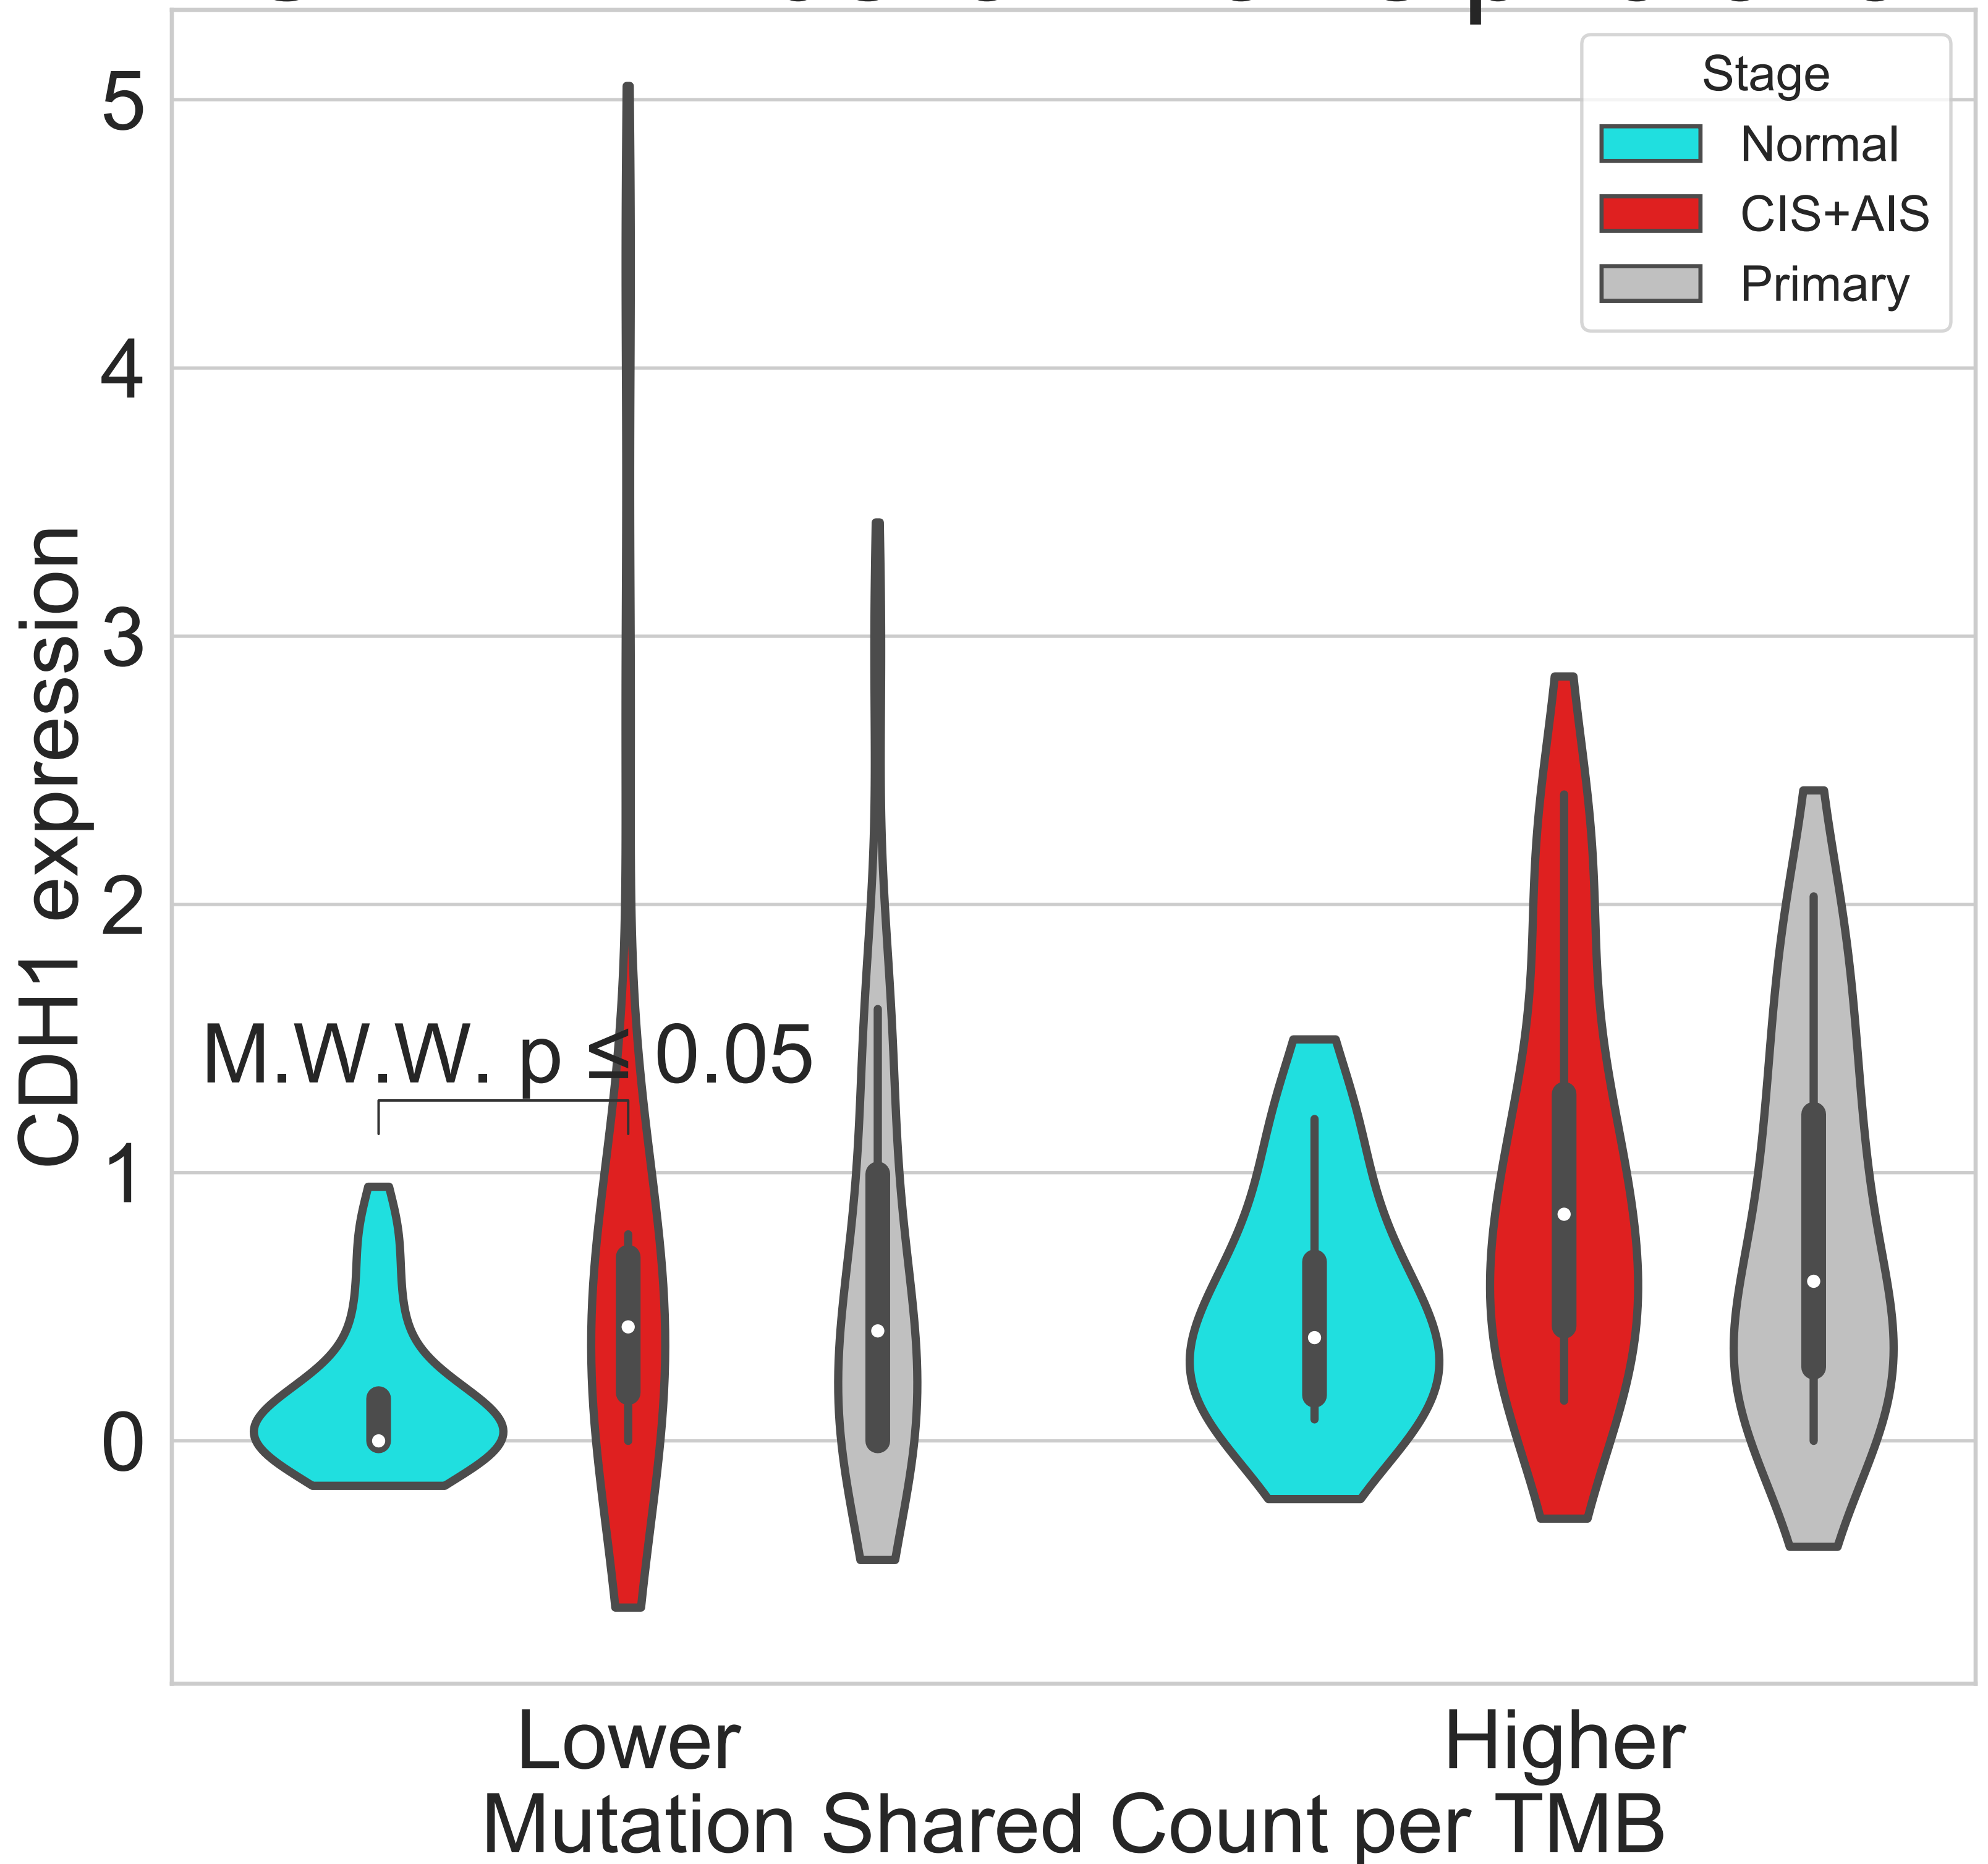 Stage
Normal
CIS+AIS
Primary
5
4
3
2
1
0
CDH1 expression
M.W.W. p ≤ 0.05
Lower
Higher
Mutation Shared Count per TMB